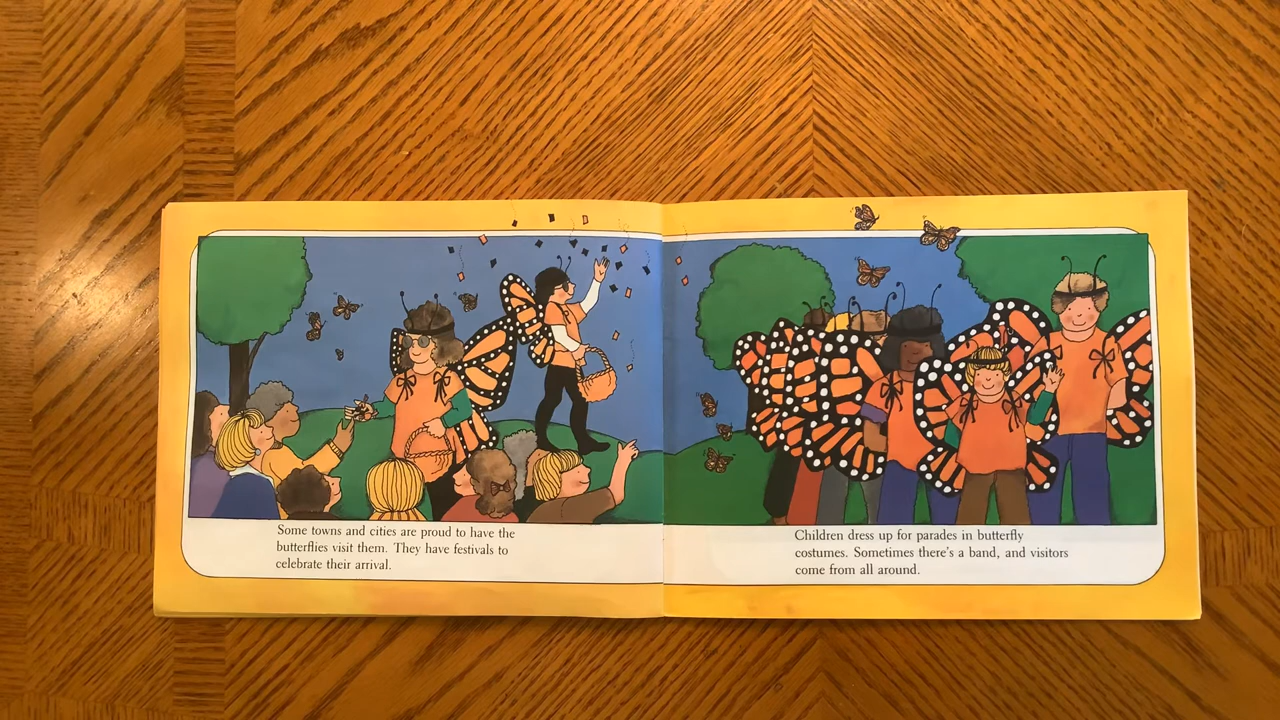 Some towns and cities are proud to have the
butterflies visit them. They have festivals to
celebrate their arrival.
Children dress up for parades in butterfly
costumes. Sometimes there's a band, and visitors
come from all around.